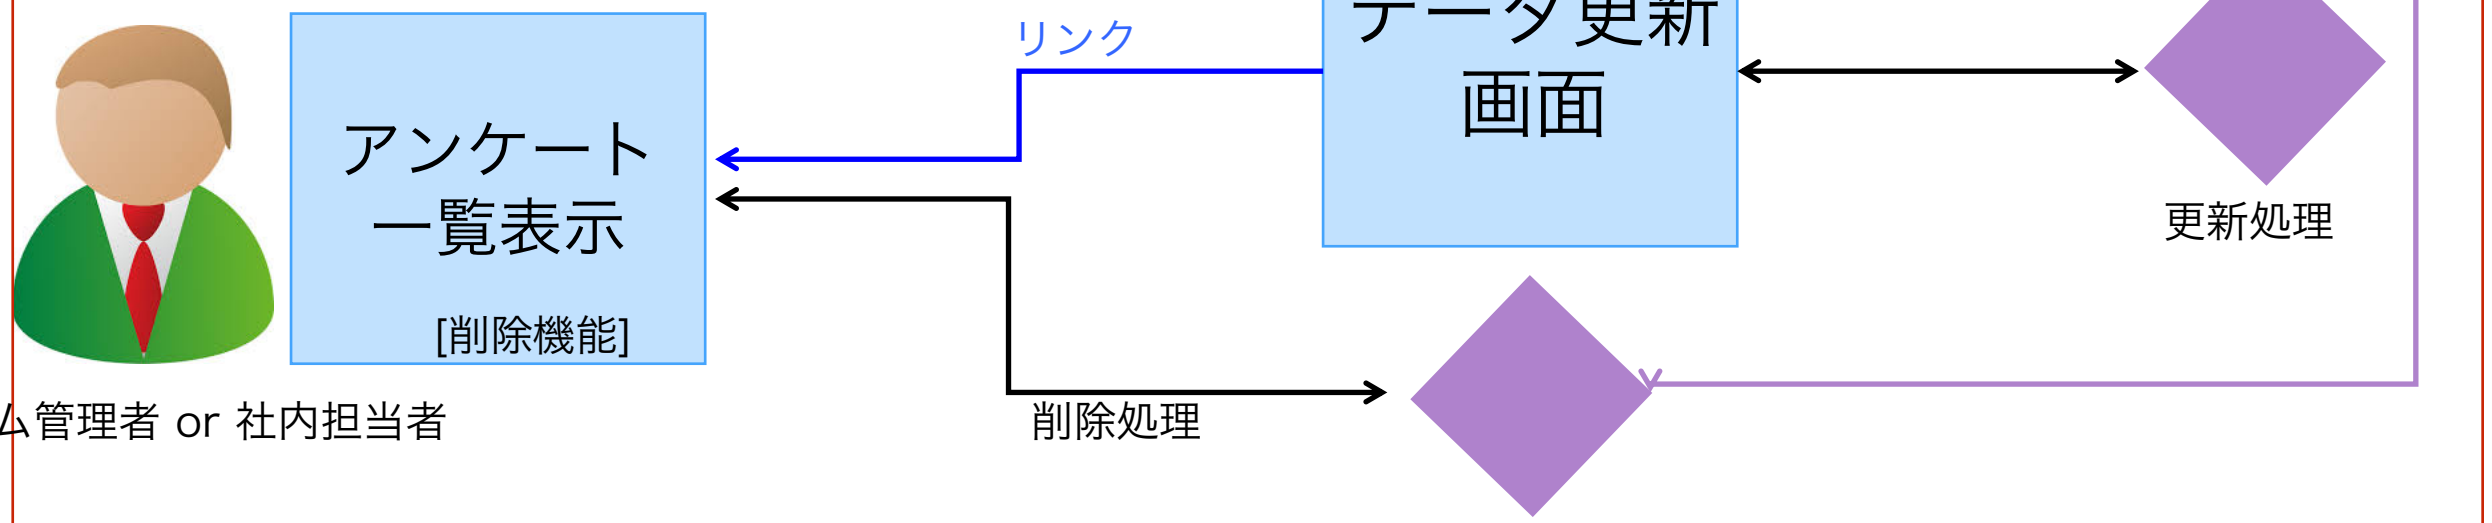 リンク
データ更新
画面
アンケート
一覧表示
[削除機能]
更新処理
削除処理
ム管理者 or 社内担当者